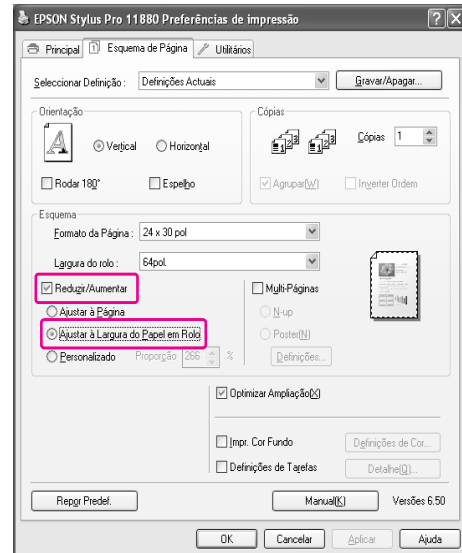 EPSON Stylus Pro 11880 Preferências de impressão
Principal Esquema de Página Utilitários
Seleccionar Definição : Definições Actuais Gravar/Apagar...
Orientação
Vertical Horizontal
Rodar 180° Espelho
Cópias
Cópias 1
Agrupar(W) Inverter Ordem
Esquema
Formato da Página : 24 x 30 pol
Largura do rolo : 64pol.
Reduzir/Aumentar Multi-Páginas
Ajustar à Página N-up
Ajustar à Largura do Papel em Rolo Poster(N)
Personalizado Proporção 266 % Definições...
Optimizar Ampliação(X)
Impr. Cor Fundo Definições de Cor...
Definições de Tarefas Detalhe(Q)...
Repor Predef. Manual(K) Versões 6.50
OK Cancelar Aplicar Ajuda